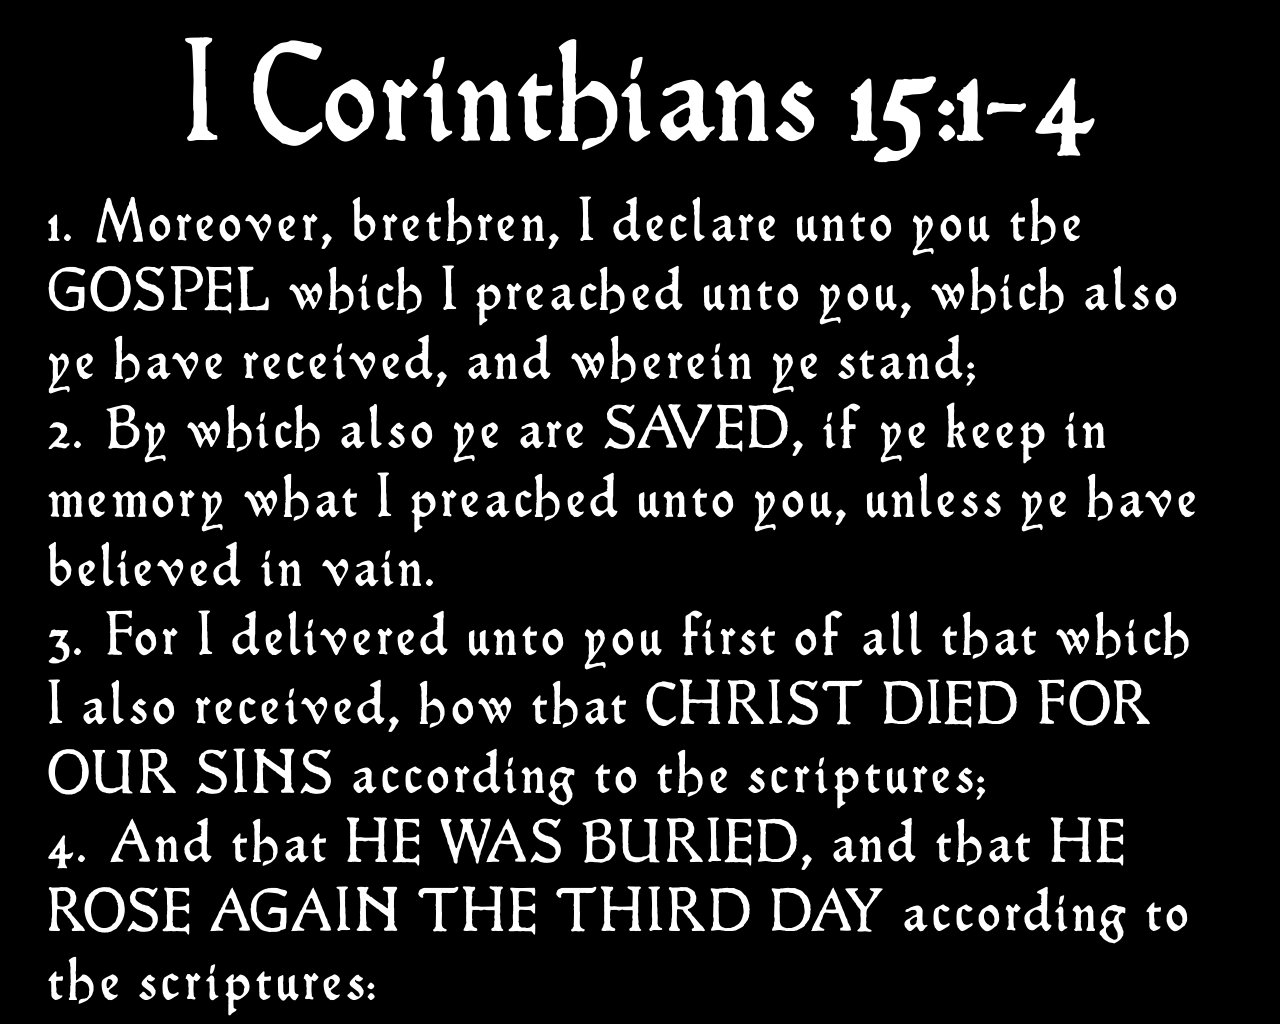 I Corinthians 15:1-4
1. Moreover, brethren, I declare unto you the
GOSPEL which I preached unto you, which also
ye have received, and wherein ye stand;
2. By which also ye are SAVED, if ye keep in
memory what I preached unto you, unless ye have
believed in vain.
3. For I delivered unto you first of all that which
I also received, how that CHRIST DIED FOR
OUR SINS according to the scriptures;
4. And that HE WAS BURIED, and that HE
ROSE AGAIN THE THIRD DAY according to
the scriptures: